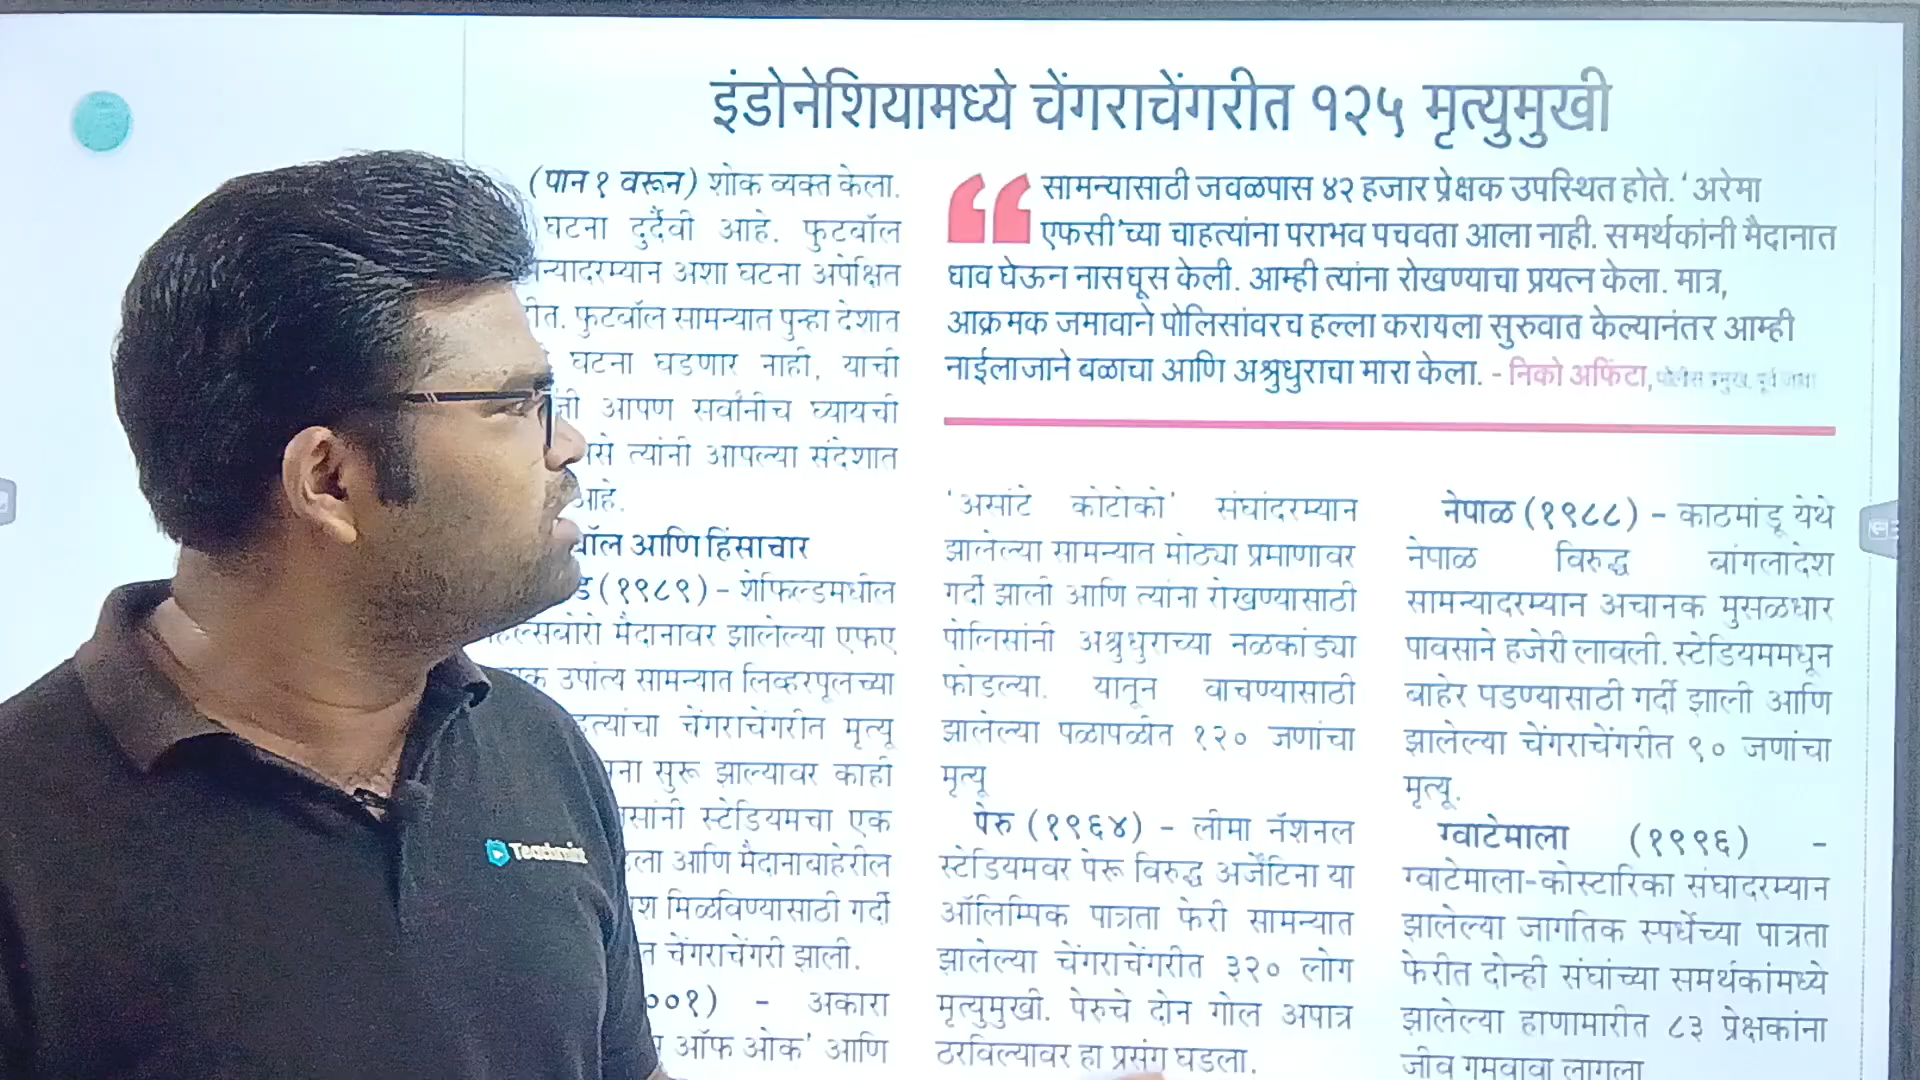 इंडोनेशियामध्ये चेंगराचेंगरीत १२५ मृत्युमुखी
(पान १ वरून) शोक व्यक्त केला.
घटना दुर्दैवी आहे. फुटबॉल
अशा घटना अपेक्षित
फुटबॉल सामन्यात पुन्हा देशात
घटना घडणार नाही, याची
आपण सर्वांनीच घ्यायची
त्यांनी आपल्या संदेशात
आहे.
आणि हिंसाचार
(१९८९) – शेफिल्डमधील
मैदानावर झालेल्या एफए
उपांत्य सामन्यात लिव्हरपूलच्या
चेंगराचेंगरीत मृत्यू
सुरू झाल्यावर काही
स्टेडियमचा एक
आणि मैदानाबाहेरील
मिळविण्यासाठी गर्दी
चेंगराचेंगरी झाली.
– अकारा
ऑफ ओक' आणि
सामन्यासाठी जवळपास ४२ हजार प्रेक्षक उपस्थित होते. 'अरेमा
एफसी'च्या चाहत्यांना पराभव पचवता आला नाही. समर्थकांनी मैदानात
धाव घेऊन नासधूस केली. आम्ही त्यांना रोखण्याचा प्रयत्न केला. मात्र,
आक्रमक जमावाने पोलिसांवरच हल्ला करायला सुरुवात केल्यानंतर आम्ही
नाईलाजाने बळाचा आणि अश्रुधुराचा मारा केला. - निको अफिंटा,
'असांटे कोटोको' संघांदरम्यान
झालेल्या सामन्यात मोठ्या प्रमाणावर
गर्दी झाली आणि त्यांना रोखण्यासाठी
पोलिसांनी अश्रुधुराच्या नळकांड्या
फोडल्या. यातून वाचण्यासाठी
झालेल्या पळापळीत १२० जणांचा
मृत्यू
पेरु (१९६४) – लीमा नॅशनल
स्टेडियमवर पेरू विरुद्ध अर्जेंटिना या
ऑलिम्पिक पात्रता फेरी सामन्यात
झालेल्या चेंगराचेंगरीत ३२० लोग
मृत्युमुखी. पेरुचे दोन गोल अपात्र
ठरविल्यावर हा प्रसंग घडला.
नेपाळ (१९८८) – काठमांडू येथे
नेपाळ विरुद्ध बांगलादेश
सामन्यादरम्यान अचानक मुसळधार
पावसाने हजेरी लावली. स्टेडियममधून
बाहेर पडण्यासाठी गर्दी झाली आणि
झालेल्या चेंगराचेंगरीत ९० जणांचा
मृत्यू.
ग्वाटेमाला (१९९६) –
ग्वाटेमाला-कोस्टारिका संघादरम्यान
झालेल्या जागतिक स्पर्धेच्या पात्रता
फेरीत दोन्ही संघांच्या समर्थकांमध्ये
झालेल्या हाणामारीत ८३ प्रेक्षकांना
जीव गमवावा लागला
Teachmint